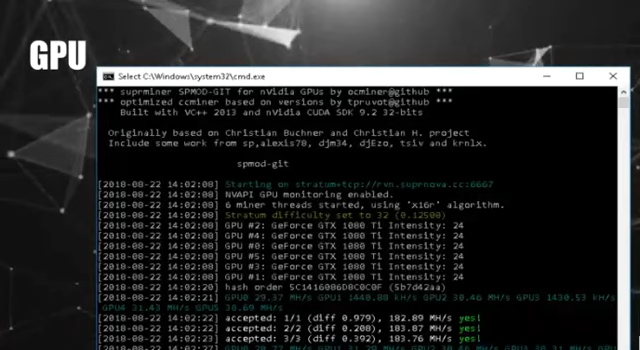 GPU
Select C:\Windows\system32\cmd.exe
*** suprminer SPMOD-GIT for nVidia GPUs by ocminer@github ***
*** optimized ccminer based on versions by tpruvot@github ***
Built with VC++ 2013 and nVidia CUDA SDK 9.2 32-bits
Originally based on Christian Buchner and Christian H. project
Include some work from sp,alexis78, djm34, djEzo, tsiv and krnlx.
spmod-git
[2018-08-22 14:02:08] Starting on stratum+tcp://rvn.suprnova.cc:6667
[2018-08-22 14:02:08] NVAPI GPU monitoring enabled.
[2018-08-22 14:02:08] 6 miner threads started, using 'x16r' algorithm.
[2018-08-22 14:02:08] Stratum difficulty set to 32 (0.12500)
[2018-08-22 14:02:08] GPU #2: GeForce GTX 1080 Ti Intensity: 24
[2018-08-22 14:02:08] GPU #4: GeForce GTX 1080 Ti Intensity: 24
[2018-08-22 14:02:08] GPU #0: GeForce GTX 1080 Ti Intensity: 24
[2018-08-22 14:02:08] GPU #5: GeForce GTX 1080 Ti Intensity: 24
[2018-08-22 14:02:08] GPU #3: GeForce GTX 1080 Ti Intensity: 24
[2018-08-22 14:02:08] GPU #1: GeForce GTX 1080 Ti Intensity: 24
[2018-08-22 14:02:20] hash order 5C1416086D8C0C0F (5b7d42aa)
[2018-08-22 14:02:21] GPU0 29.37 MH/s GPU1 1440.88 kH/s GPU2 30.46 MH/s GPU3 1430.53 kH/s
GPU4 31.43 MH/s GPU5 30.69 MH/s
[2018-08-22 14:02:22] accepted: 1/1 (diff 0.979), 182.89 MH/s yes!
[2018-08-22 14:02:22] accepted: 2/2 (diff 0.208), 183.87 MH/s yes!
[2018-08-22 14:02:23] accepted: 3/3 (diff 0.392), 183.76 MH/s yes!